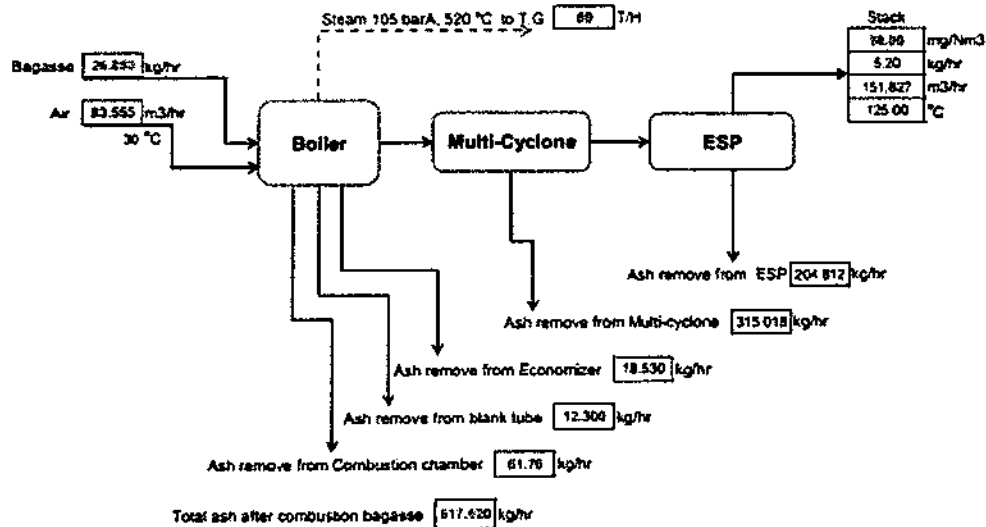 Steam 105 barA, 520 °C to T.G T/H
Stack
mg/Nm3
5.20 kg/hr
151,827 m3/hr
125.00 °C
Bagasse kg/hr
Air m3/hr
30 °C
Boiler
Multi-Cyclone
ESP
Ash remove from ESP 204.812 kg/hr
Ash remove from Multi-cyclone 315.018 kg/hr
Ash remove from Economizer 18.530 kg/hr
Ash remove from blank tube 12.300 kg/hr
Ash remove from Combustion chamber 61.76 kg/hr
Total ash after combustion bagasse 617.620 kg/hr